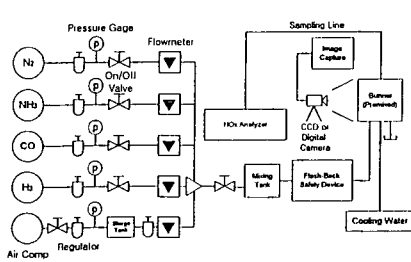 Pressure Gage
Sampling Line
Flowmeter
P
N₂
On/Off
Valve
Image
Capture
P
NH₃
Burner
(Premixed)
NOx Analyzer
CCD or
Digital
Camera
P
CO
P
H₂
Mixing
Tank
Flash-Back
Safety Device
P
Surge
Tank
Regulator
Air Comp
Cooling Water